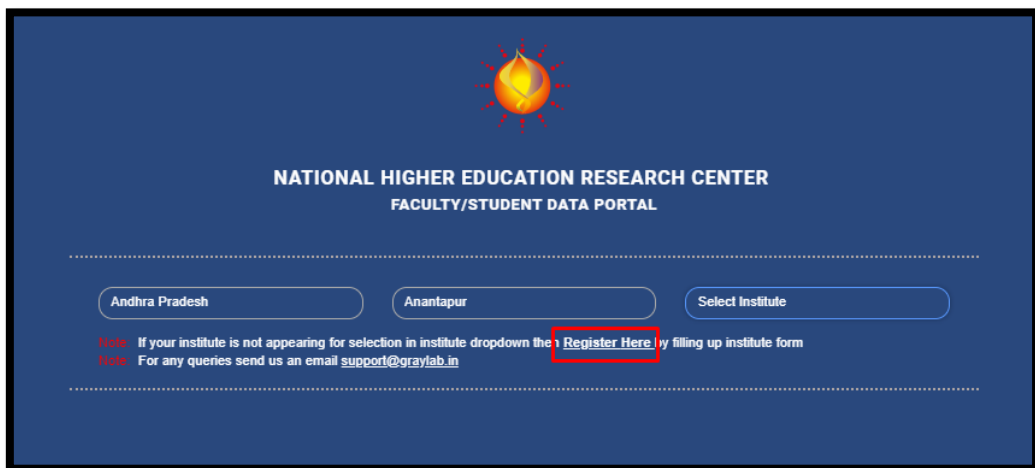 NATIONAL HIGHER EDUCATION RESEARCH CENTER
FACULTY/STUDENT DATA PORTAL
Andhra Pradesh
Anantapur
Select Institute
Note: If your institute is not appearing for selection in institute dropdown then Register Here by filling up institute form
Note: For any queries send us an email support@graylab.in